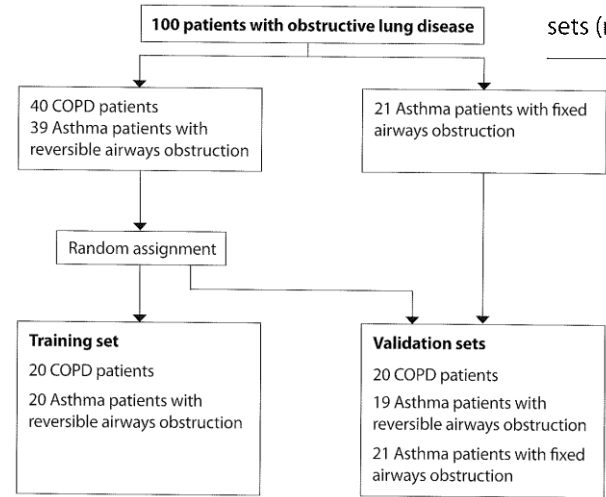 100 patients with obstructive lung disease
sets (
40 COPD patients
39 Asthma patients with
reversible airways obstruction
21 Asthma patients with fixed
airways obstruction
Random assignment
Training set
20 COPD patients
20 Asthma patients with
reversible airways obstruction
Validation sets
20 COPD patients
19 Asthma patients with
reversible airways obstruction
21 Asthma patients with fixed
airways obstruction